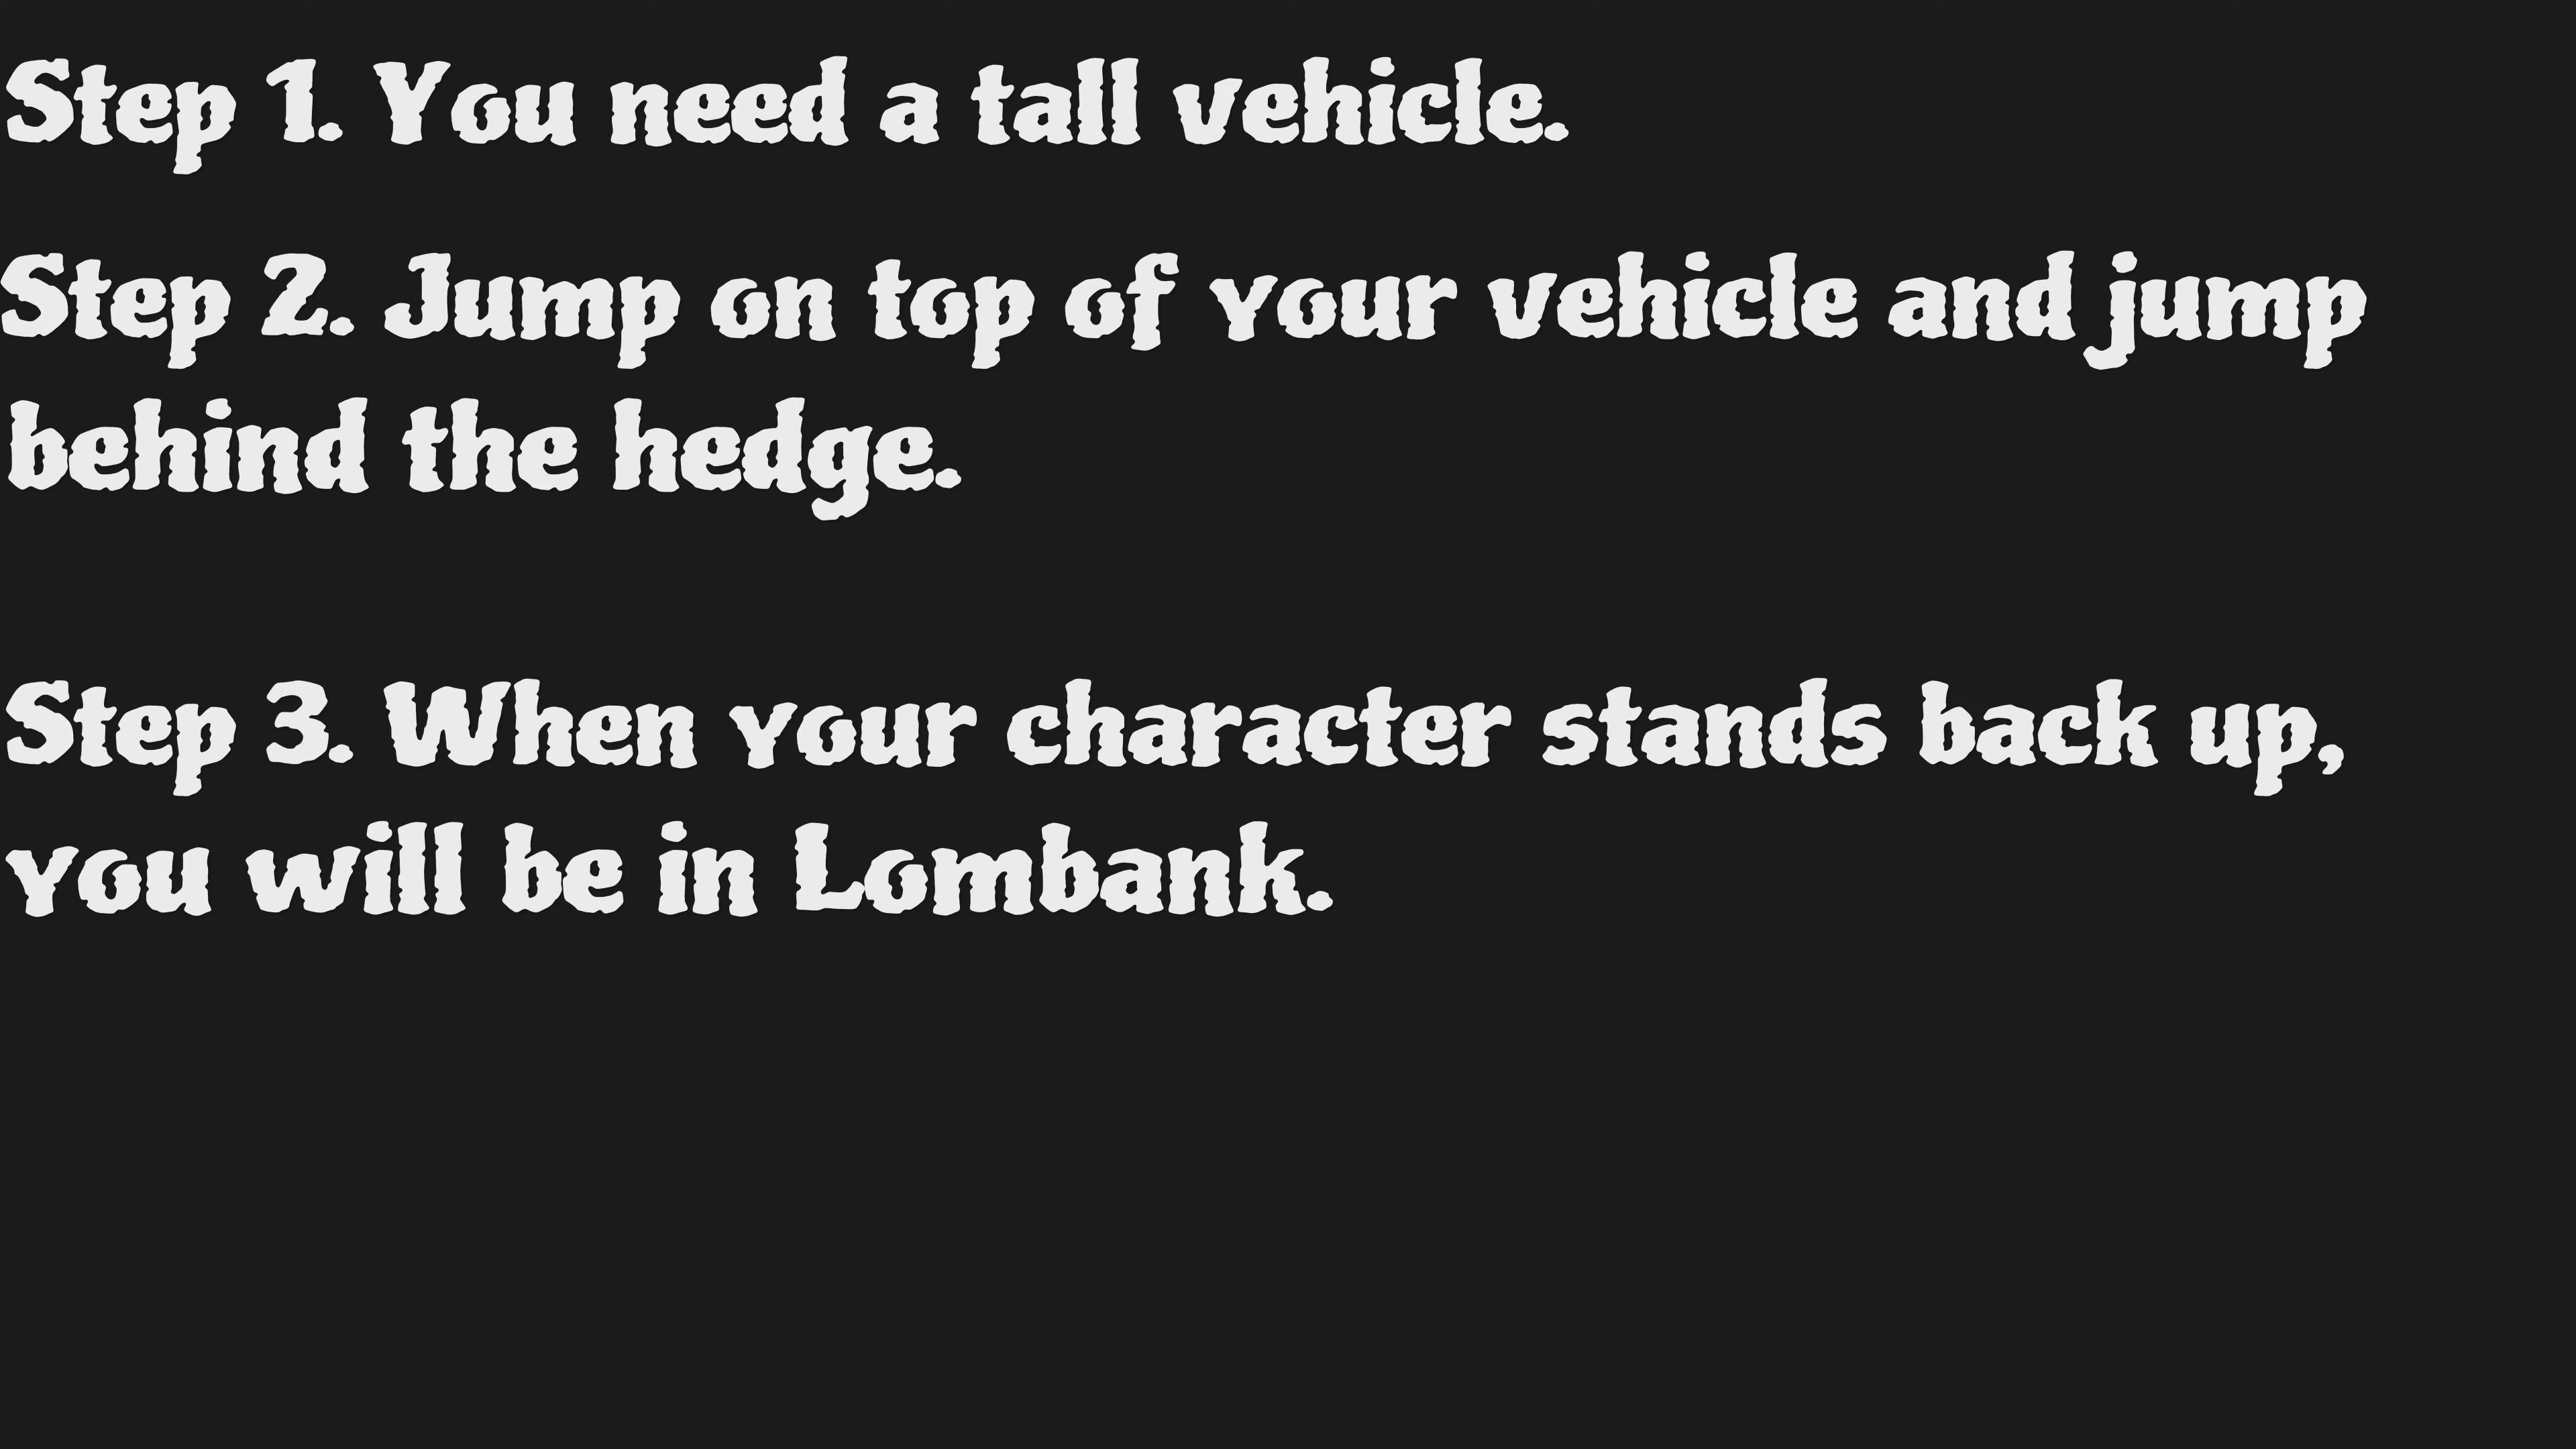 Step 1. You need a tall vehicle.
Step 2. Jump on top of your vehicle and jump
behind the hedge.
Step 3. When your character stands back up,
you will be in Lombank.